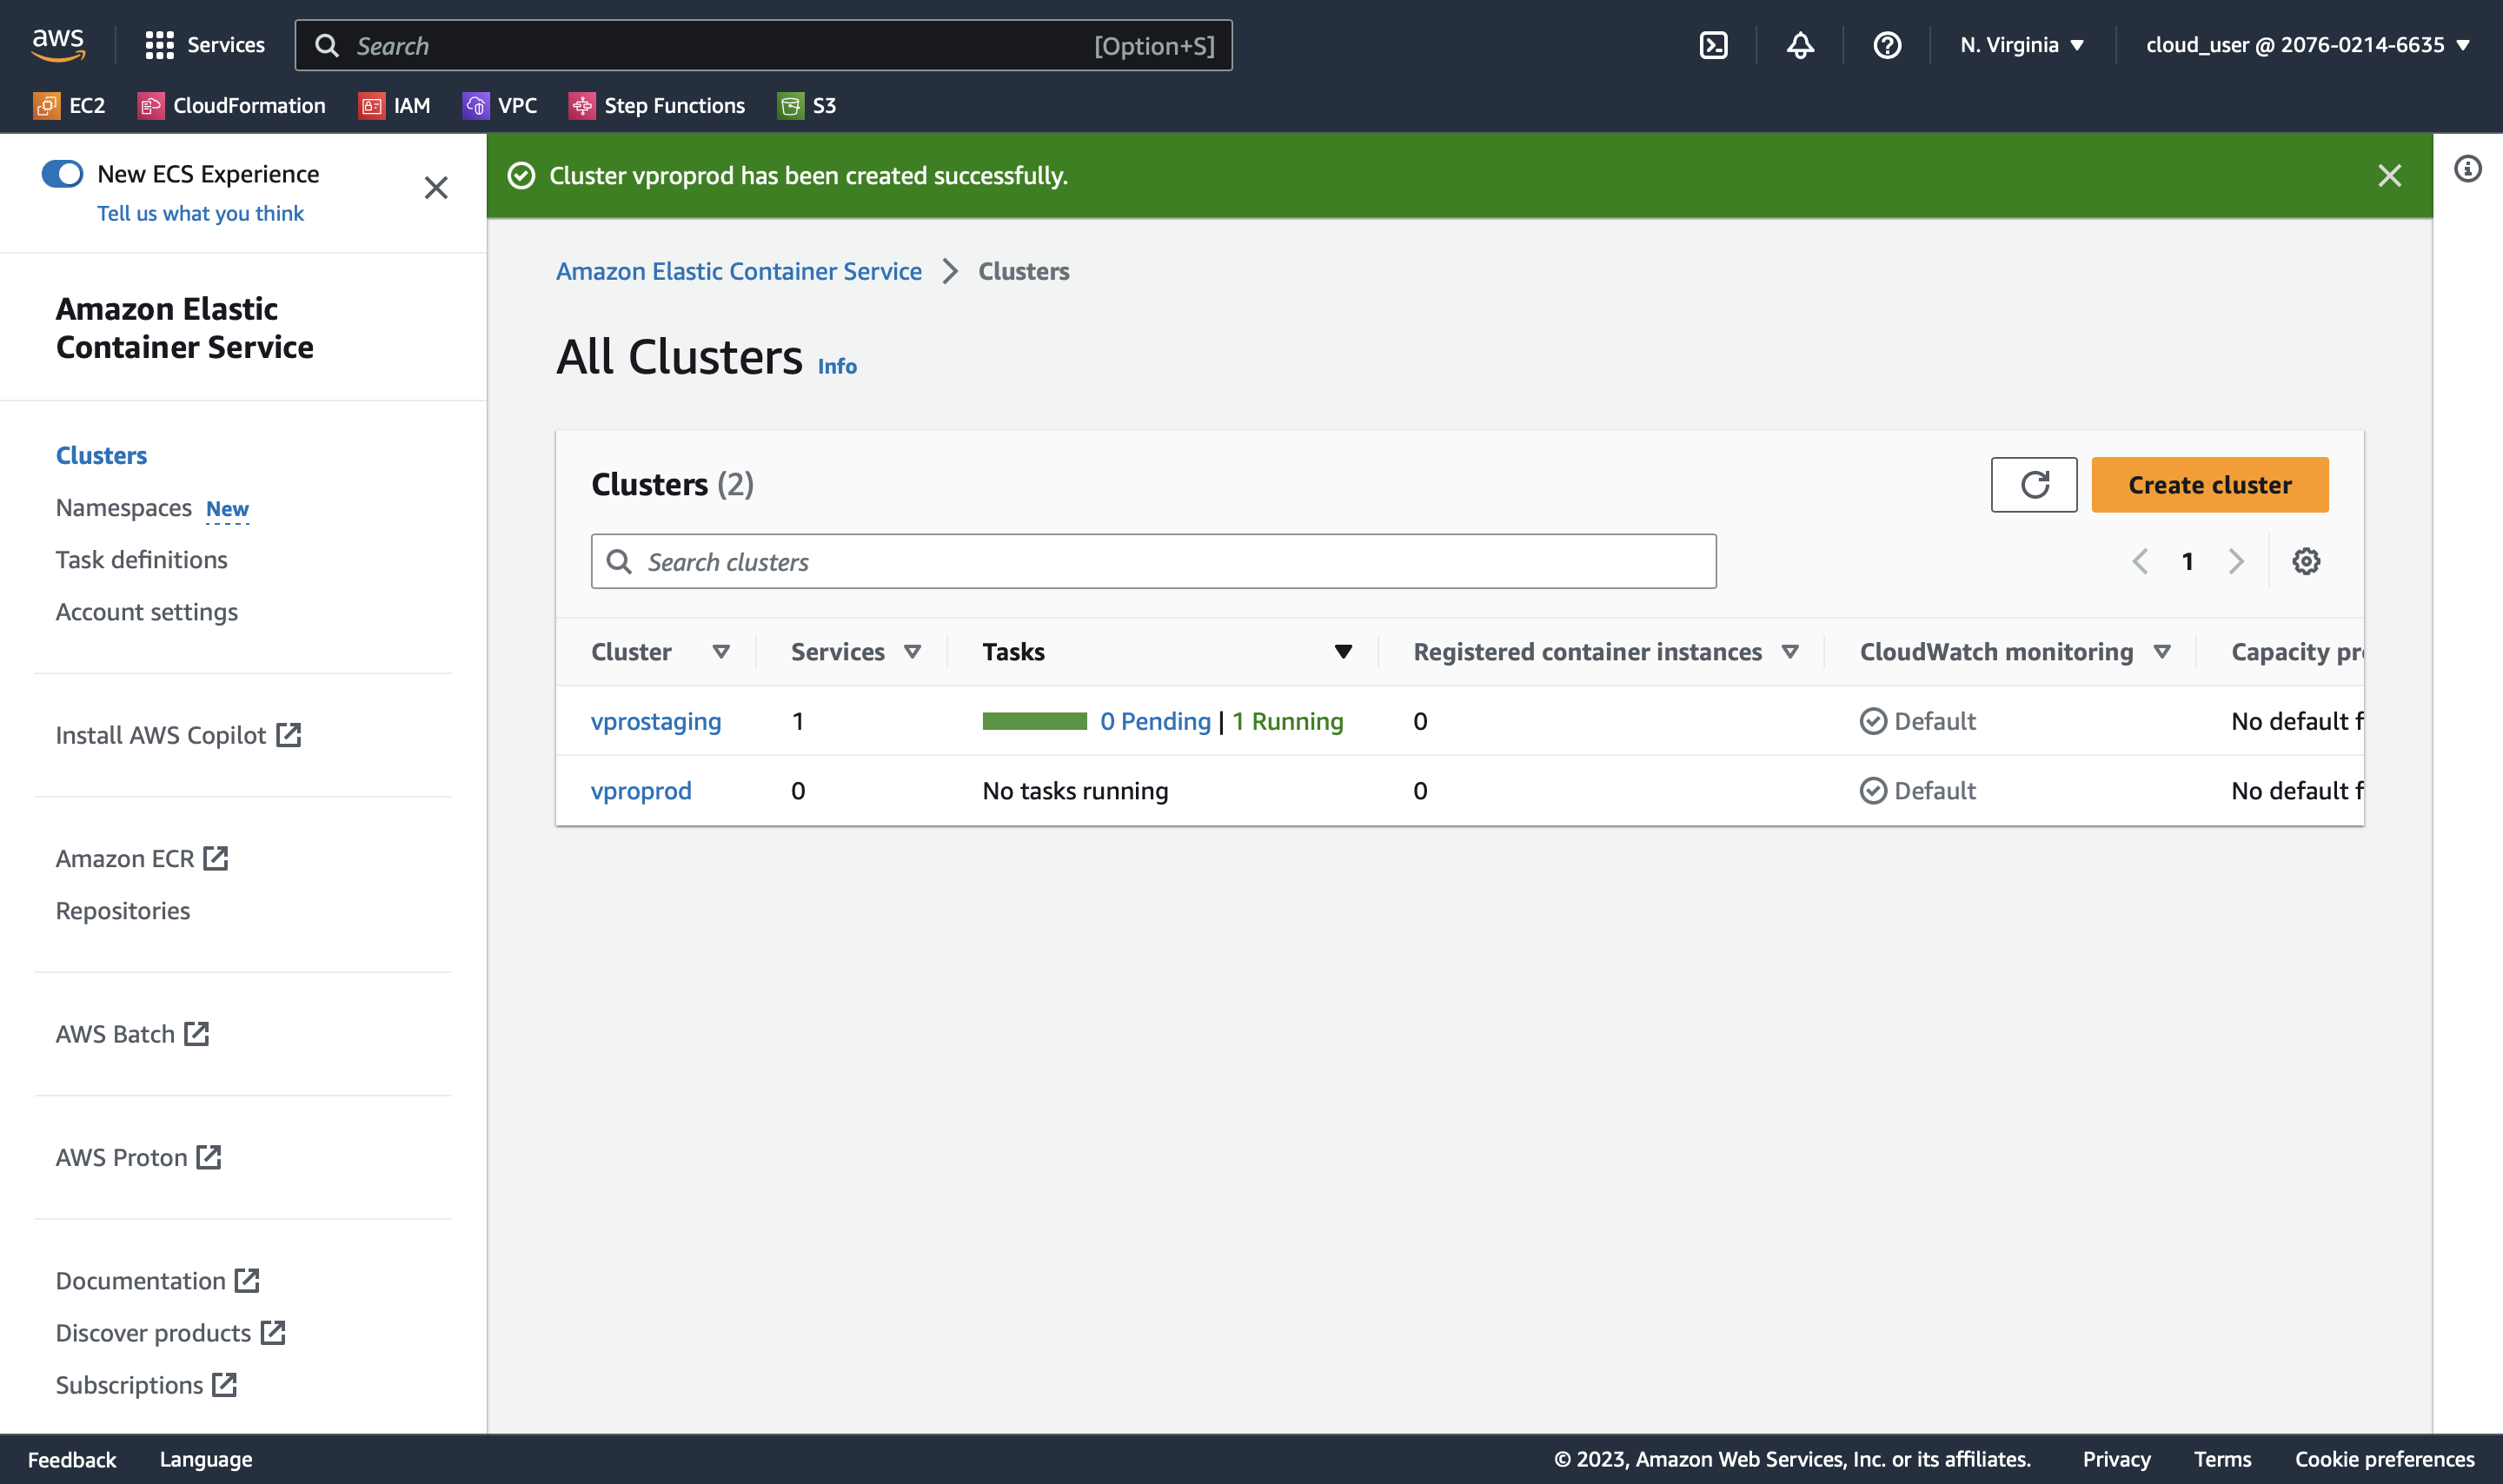 aws
Services
Search [Option+S]
N. Virginia
cloud_user @ 2076-0214-6635
EC2
CloudFormation
IAM
VPC
Step Functions
S3
New ECS Experience
Tell us what you think
Cluster vproprod has been created successfully.
Amazon Elastic
Container Service
Clusters
Namespaces New
Task definitions
Account settings
Install AWS Copilot
Amazon ECR
Repositories
AWS Batch
AWS Proton
Documentation
Discover products
Subscriptions
Amazon Elastic Container Service Clusters
All Clusters Info
Clusters (2)
Create cluster
Search clusters
1
Cluster Services Tasks Registered container instances CloudWatch monitoring Capacity pr
vprostaging 1 0 Pending | 1 Running 0 Default No default f
vproprod 0 No tasks running 0 Default No default f
Feedback Language © 2023, Amazon Web Services, Inc. or its affiliates. Privacy Terms Cookie preferences